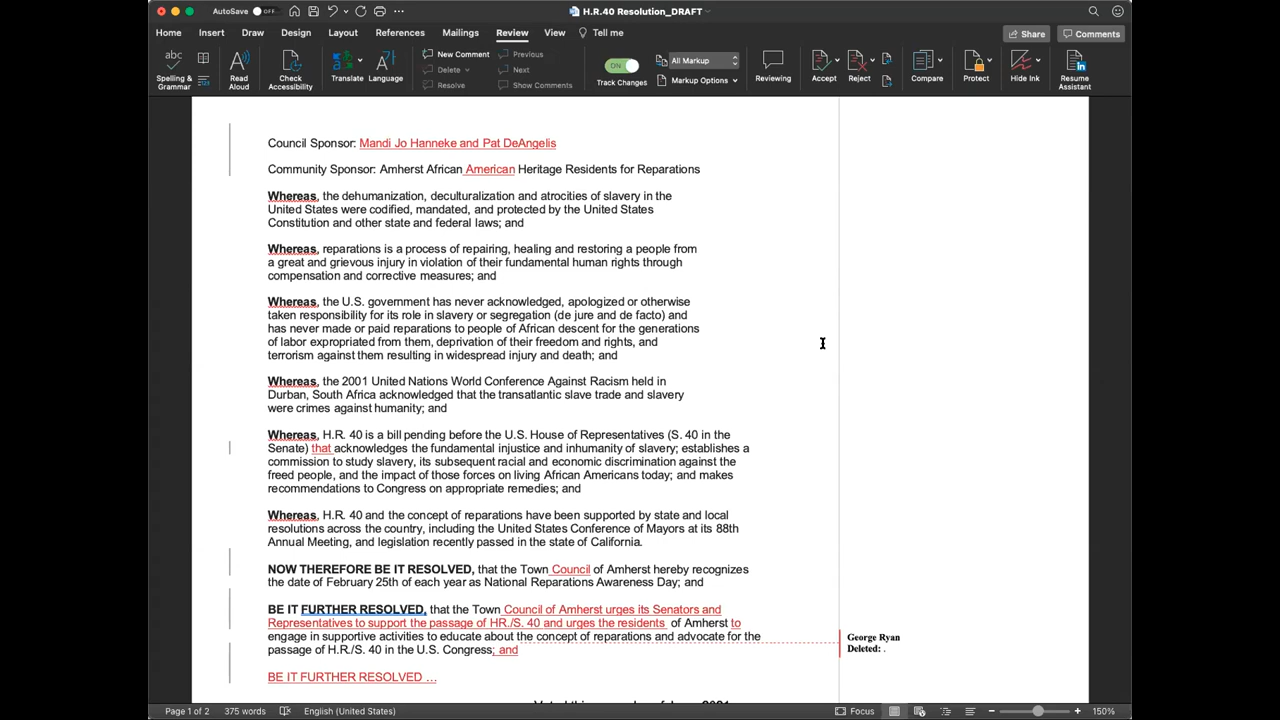 AutoSave OFF H.R.40 Resolution_DRAFT
Home Insert Draw Design Layout References Mailings Review View Tell me Share Comments
Spelling & Grammar Read Aloud Check Accessibility Translate Language New Comment Delete Resolve Previous Next Show Comments ON Track Changes All Markup Markup Options Reviewing Accept Reject Compare Protect Hide Ink Resume Assistant
Council Sponsor: Mandi Jo Hanneke and Pat DeAngelis
Community Sponsor: Amherst African American Heritage Residents for Reparations
Whereas, the dehumanization, deculturalization and atrocities of slavery in the
United States were codified, mandated, and protected by the United States
Constitution and other state and federal laws; and
Whereas, reparations is a process of repairing, healing and restoring a people from
a great and grievous injury in violation of their fundamental human rights through
compensation and corrective measures; and
Whereas, the U.S. government has never acknowledged, apologized or otherwise
taken responsibility for its role in slavery or segregation (de jure and de facto) and
has never made or paid reparations to people of African descent for the generations
of labor expropriated from them, deprivation of their freedom and rights, and
terrorism against them resulting in widespread injury and death; and
Whereas, the 2001 United Nations World Conference Against Racism held in
Durban, South Africa acknowledged that the transatlantic slave trade and slavery
were crimes against humanity; and
Whereas, H.R. 40 is a bill pending before the U.S. House of Representatives (S. 40 in the
Senate) that acknowledges the fundamental injustice and inhumanity of slavery; establishes a
commission to study slavery, its subsequent racial and economic discrimination against the
freed people, and the impact of those forces on living African Americans today; and makes
recommendations to Congress on appropriate remedies; and
Whereas, H.R. 40 and the concept of reparations have been supported by state and local
resolutions across the country, including the United States Conference of Mayors at its 88th
Annual Meeting, and legislation recently passed in the state of California.
NOW THEREFORE BE IT RESOLVED, that the Town Council of Amherst hereby recognizes
the date of February 25th of each year as National Reparations Awareness Day; and
BE IT FURTHER RESOLVED, that the Town Council of Amherst urges its Senators and
Representatives to support the passage of HR./S. 40 and urges the residents of Amherst to
engage in supportive activities to educate about the concept of reparations and advocate for the
passage of H.R./S. 40 in the U.S. Congress; and
George Ryan
Deleted: .
BE IT FURTHER RESOLVED …
Page 1 of 2 375 words English (United States) Focus 150%